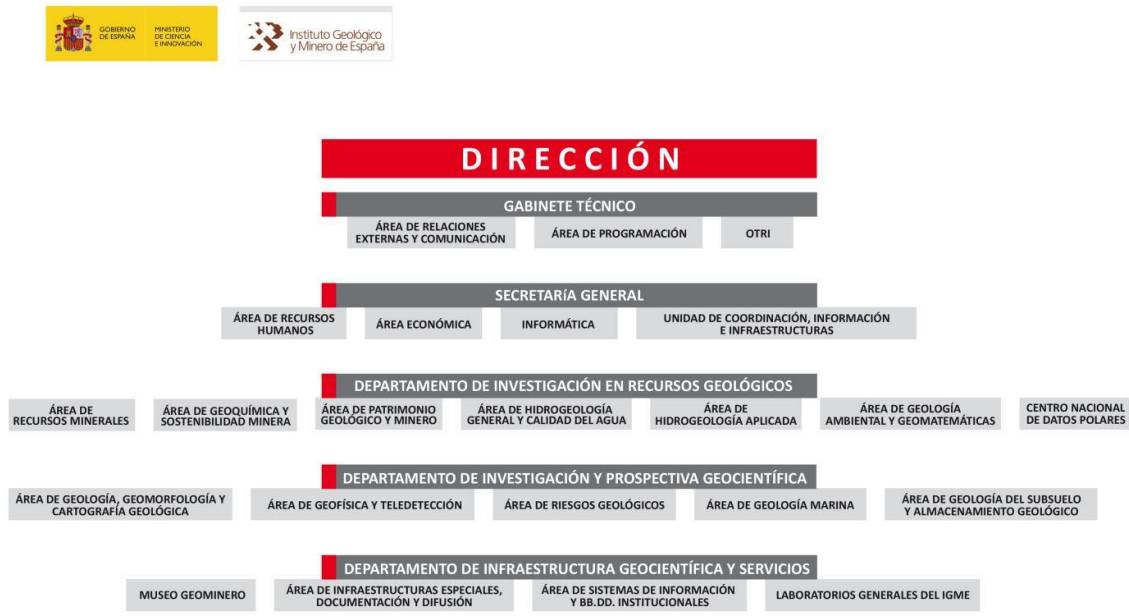 GOBIERNO
DE ESPAÑA
MINISTERIO
DE CIENCIA
E INNOVACIÓN
Instituto Geológico
y Minero de España
DIRECCIÓN
GABINETE TÉCNICO
ÁREA DE RELACIONES
EXTERNAS Y COMUNICACIÓN
ÁREA DE PROGRAMACIÓN
OTRI
SECRETARíA GENERAL
ÁREA DE RECURSOS
HUMANOS
ÁREA ECONÓMICA
INFORMÁTICA
UNIDAD DE COORDINACIÓN, INFORMACIÓN
E INFRAESTRUCTURAS
DEPARTAMENTO DE INVESTIGACIÓN EN RECURSOS GEOLÓGICOS
ÁREA DE
RECURSOS MINERALES
ÁREA DE GEOQUÍMICA Y
SOSTENIBILIDAD MINERA
ÁREA DE PATRIMONIO
GEOLÓGICO Y MINERO
ÁREA DE HIDROGEOLOGÍA
GENERAL Y CALIDAD DEL AGUA
ÁREA DE
HIDROGEOLOGÍA APLICADA
ÁREA DE GEOLOGÍA
AMBIENTAL Y GEOMATEMÁTICAS
CENTRO NACIONAL
DE DATOS POLARES
DEPARTAMENTO DE INVESTIGACIÓN Y PROSPECTIVA GEOCIENTÍFICA
ÁREA DE GEOLOGÍA, GEOMORFOLOGÍA Y
CARTOGRAFÍA GEOLÓGICA
ÁREA DE GEOFÍSICA Y TELEDETECCIÓN
ÁREA DE RIESGOS GEOLÓGICOS
ÁREA DE GEOLOGÍA MARINA
ÁREA DE GEOLOGÍA DEL SUBSUELO
Y ALMACENAMIENTO GEOLÓGICO
DEPARTAMENTO DE INFRAESTRUCTURA GEOCIENTÍFICA Y SERVICIOS
MUSEO GEOMINERO
ÁREA DE INFRAESTRUCTURAS ESPECIALES,
DOCUMENTACIÓN Y DIFUSIÓN
ÁREA DE SISTEMAS DE INFORMACIÓN
Y BB.DD. INSTITUCIONALES
LABORATORIOS GENERALES DEL IGME